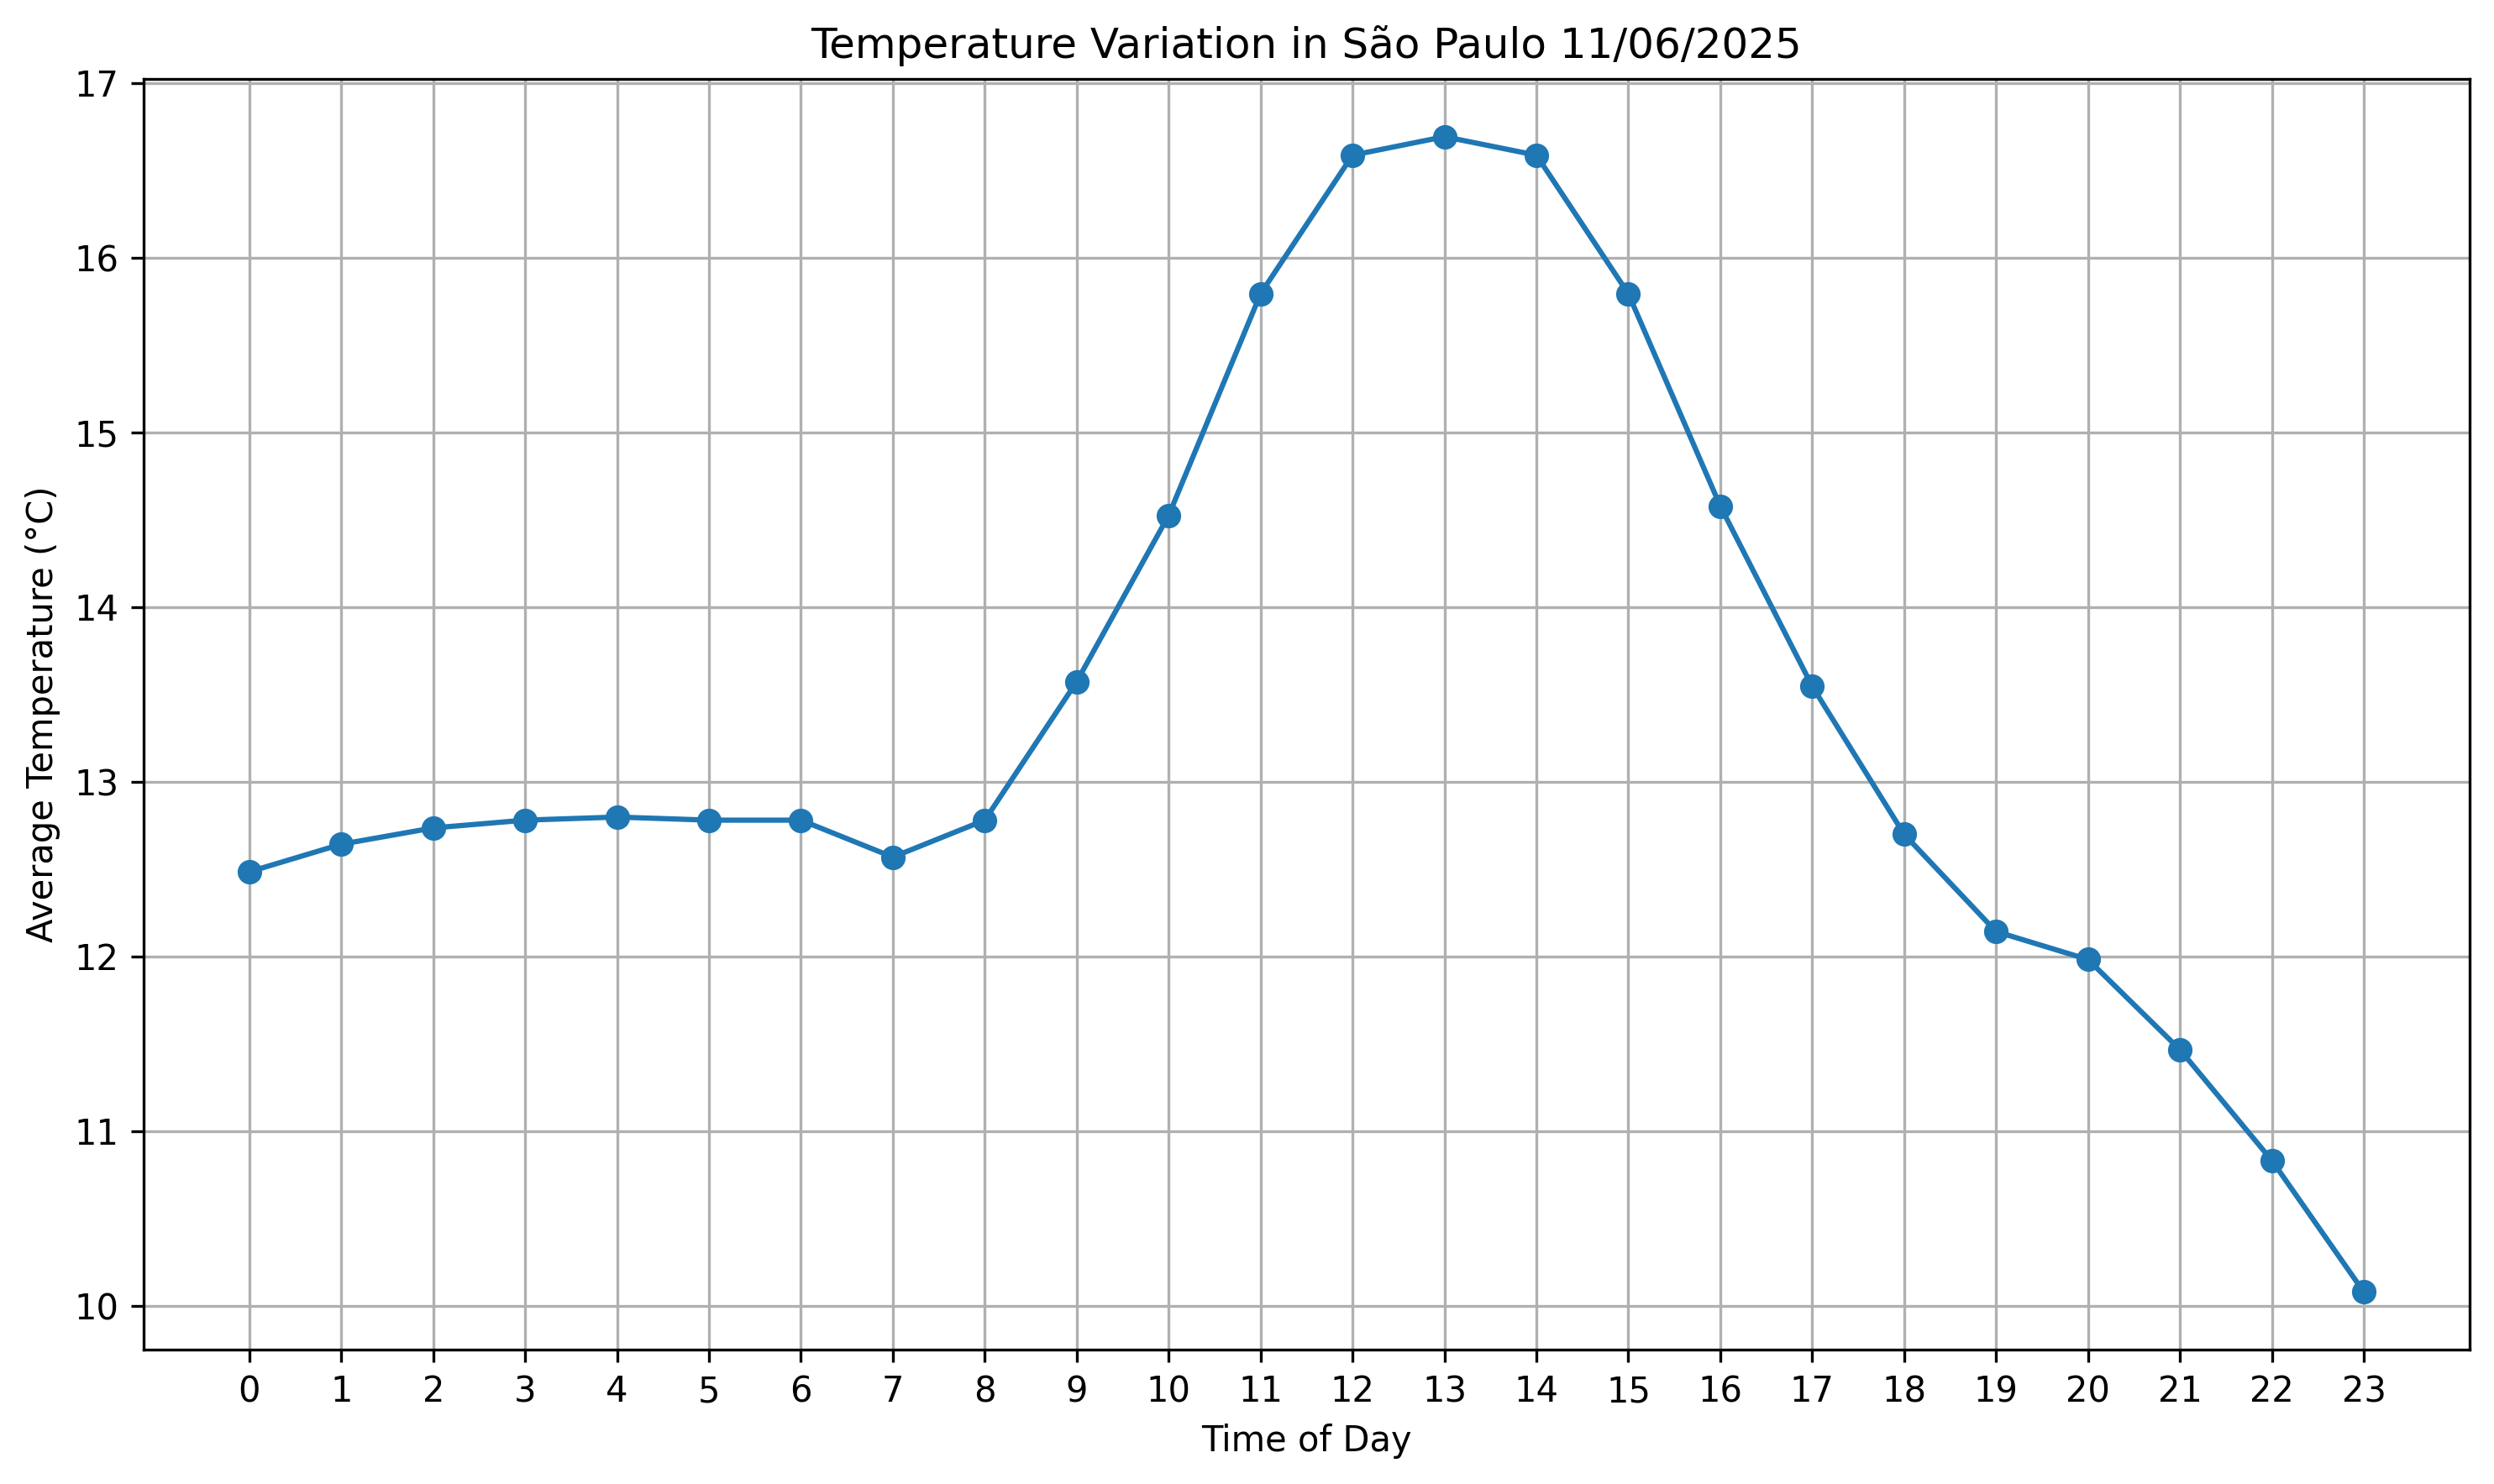 Temperature Variation in São Paulo 11/06/2025
17
16
15
14
13
12
11
10
Average Temperature (°C)
0 1 2 3 4 5 6 7 8 9 10 11 12 13 14 15 16 17 18 19 20 21 22 23
Time of Day